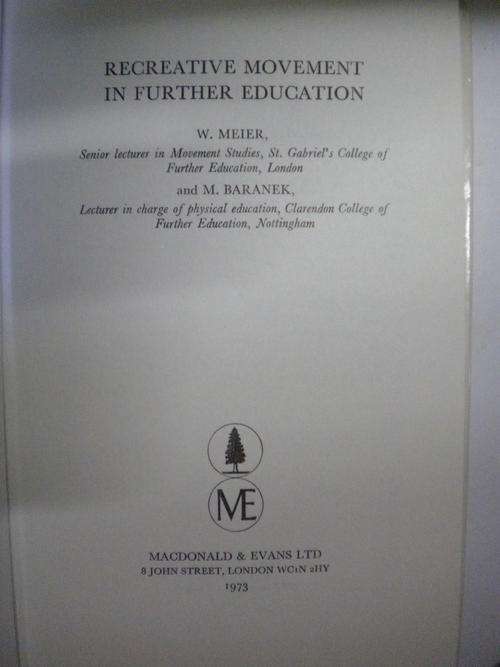 RECREATIVE MOVEMENT
IN FURTHER EDUCATION
W. MEIER,
Senior lecturer in Movement Studies, St. Gabriel's College of
Further Education, London
and M. BARANEK,
Lecturer in charge of physical education, Clarendon College of
Further Education, Nottingham
ME
MACDONALD & EVANS LTD
8 JOHN STREET, LONDON WC1N 2HY
1973